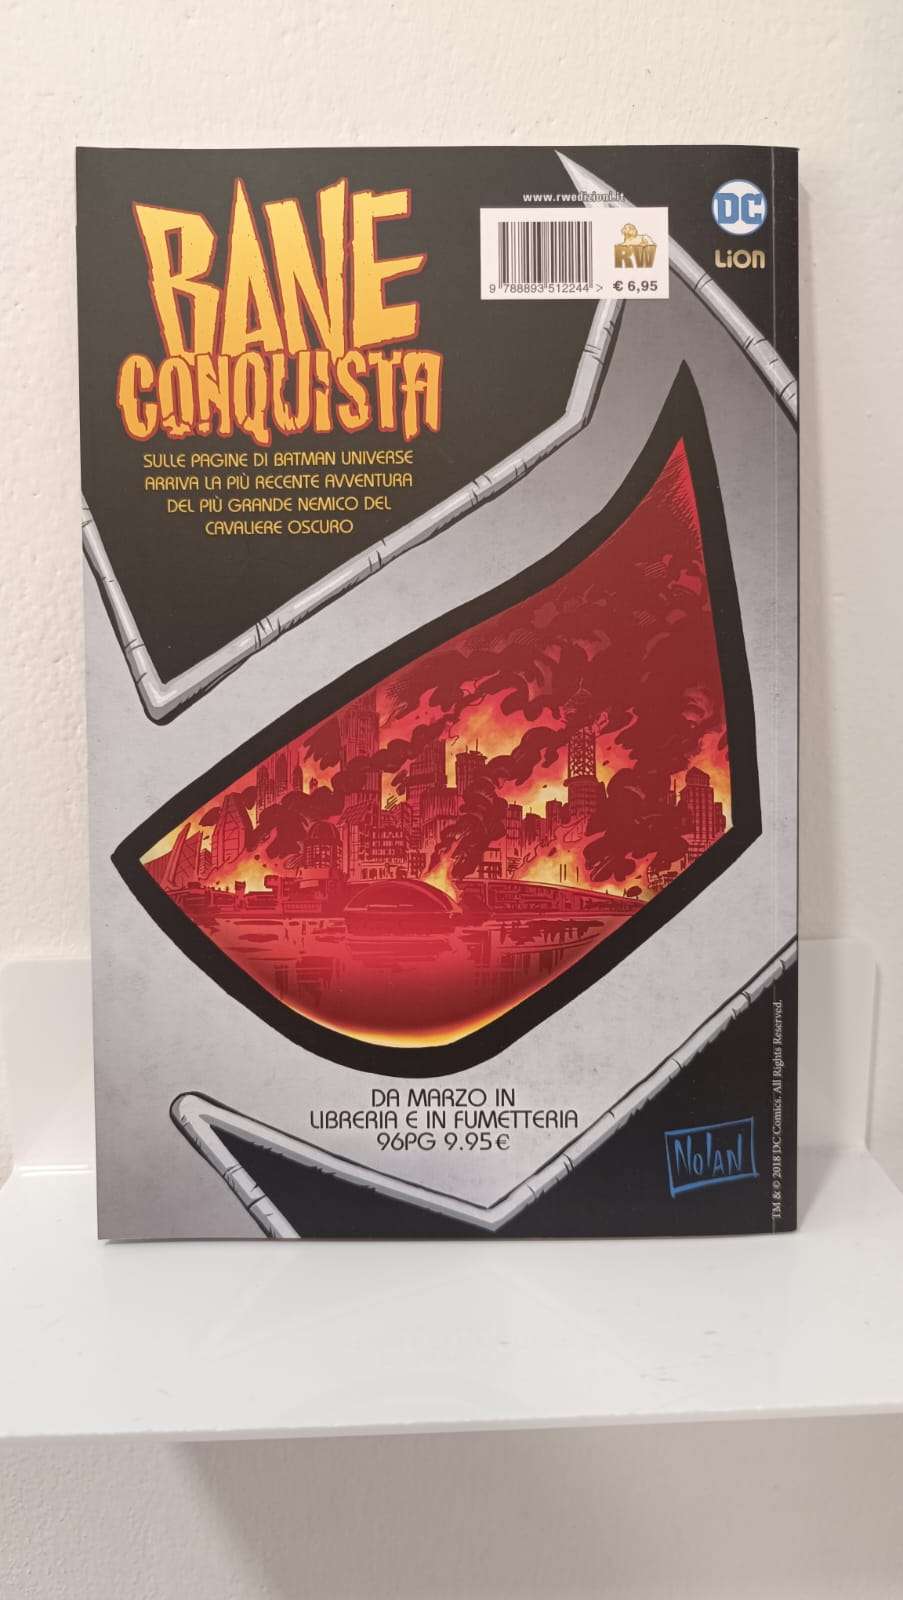 BANE
CONQUISTA
SULLE PAGINE DI BATMAN UNIVERSE
ARRIVA LA PIÙ RECENTE AVVENTURA
DEL PIÙ GRANDE NEMICO DEL
CAVALIERE OSCURO
www.rwedizioni.it
9 788893 512244 >
RW
€ 6,95
DC
LION
DA MARZO IN
LIBRERIA E IN FUMETTERIA
96PG 9.95€
NOLAN
TM & © 2018 DC Comics. All Rights Reserved.